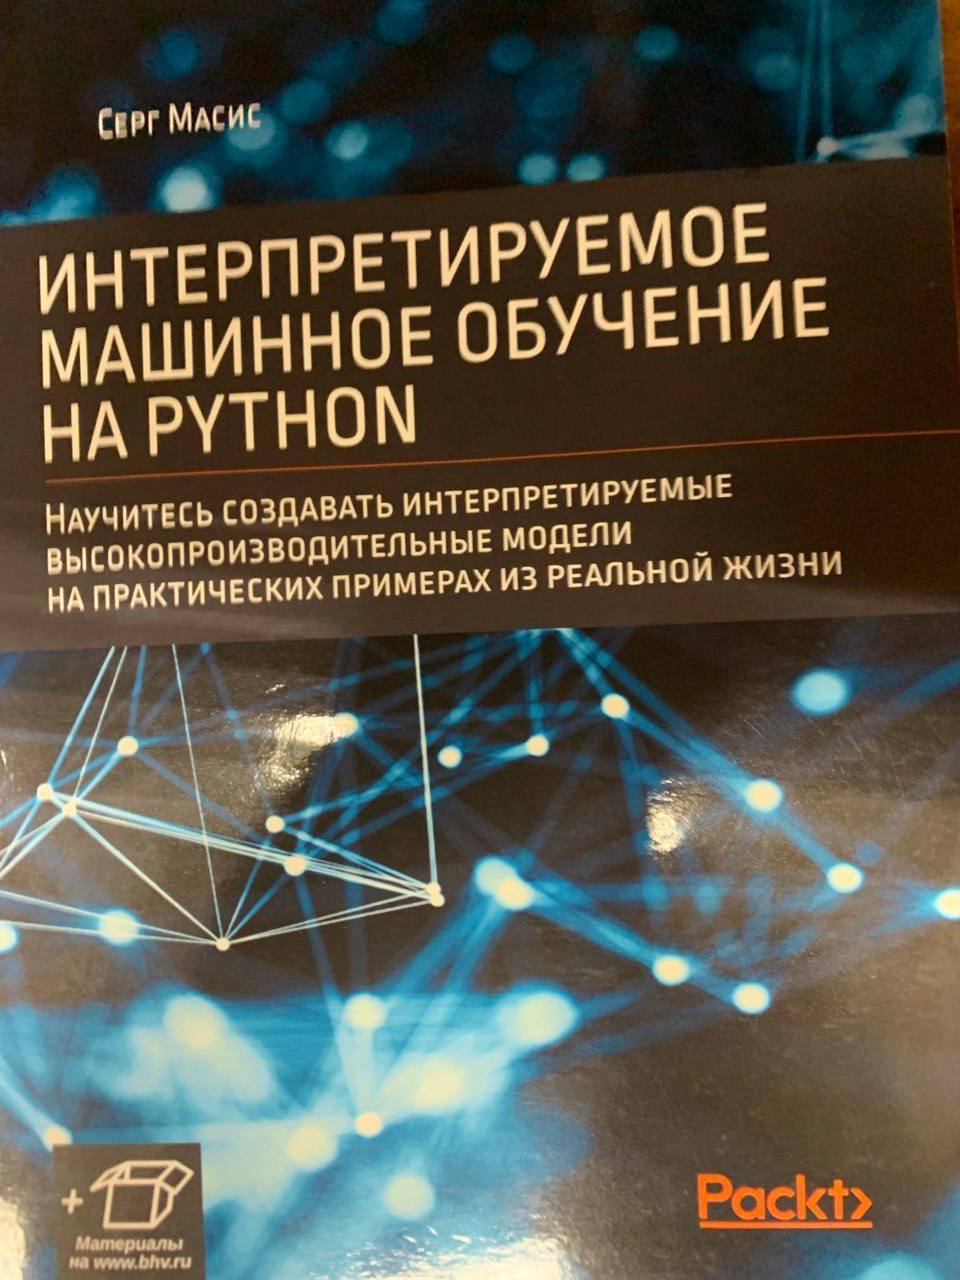 Серг Масис
ИНТЕРПРЕТИРУЕМОЕ
МАШИННОЕ ОБУЧЕНИЕ
НА PYTHON
Научитесь создавать интерпретируемые
высокопроизводительные модели
на практических примерах из реальной жизни
+
Материалы
на www.bhv.ru
Packt>